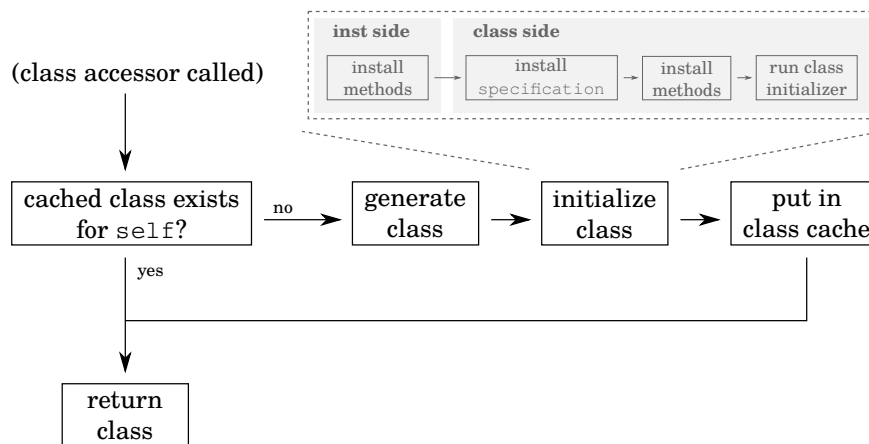 inst side
class side
install
methods
install
specification
install
methods
run class
initializer
(class accessor called)
cached class exists
for self?
no
generate
class
initialize
class
put in
class cache
yes
return
class